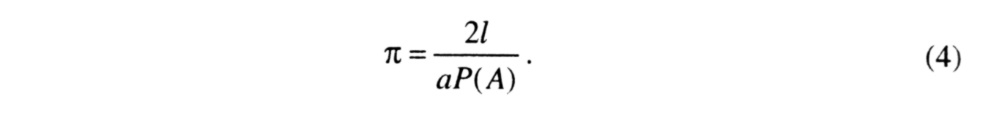 π = 2l / aP(A) . (4)